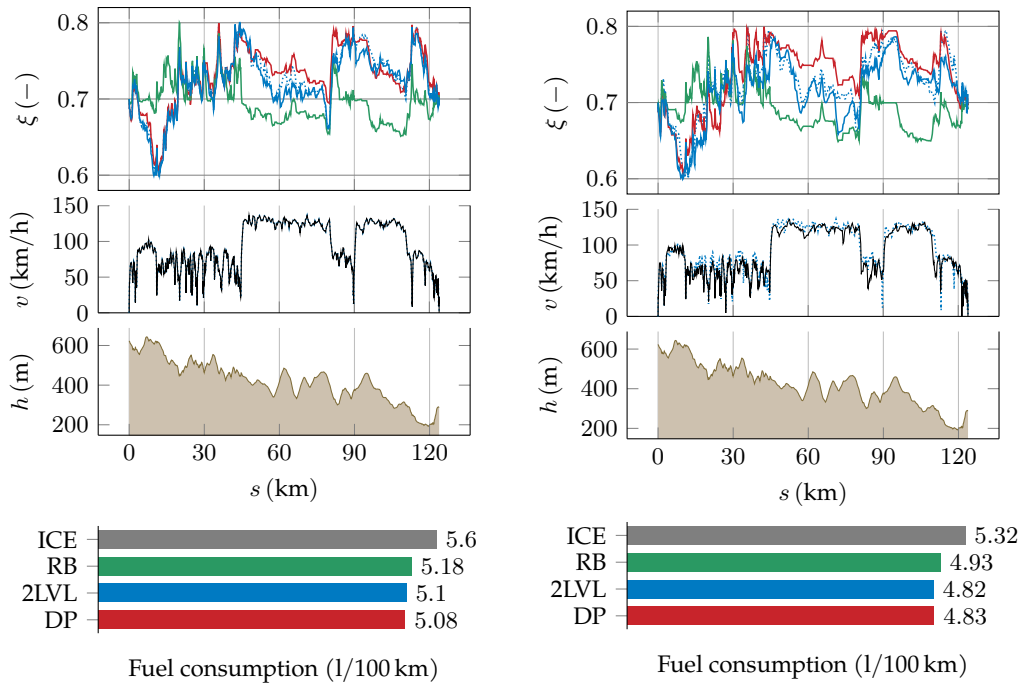 0.8
0.7
0.6
ξ (−)
150
100
50
0
v (km/h)
600
400
200
h (m)
0 30 60 90 120
s (km)
ICE 5.6
RB 5.18
2LVL 5.1
DP 5.08
Fuel consumption (l/100 km)
0.8
0.7
0.6
ξ (−)
150
100
50
0
v (km/h)
600
400
200
h (m)
0 30 60 90 120
s (km)
ICE 5.32
RB 4.93
2LVL 4.82
DP 4.83
Fuel consumption (l/100 km)